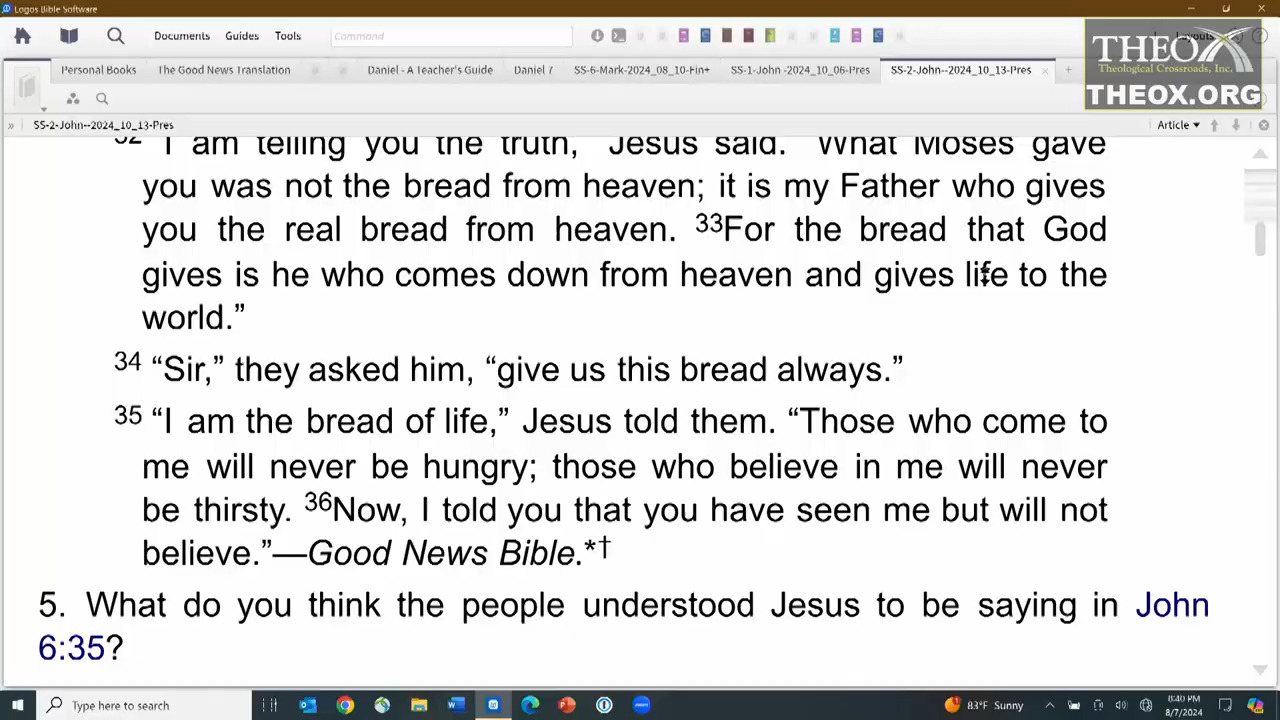 Logos Bible Software
Documents Guides Tools Command
THEOX
Theological Crossroads, Inc.
THEOX.ORG
Personal Books The Good News Translation Daniel 7 SS-6-Mark-2024_08_10-Fin+ SS-1-John -2024_10_06-Pres SS-2-John--2024_10_13-Pres
» SS-2-John--2024_10_13-Pres Article
32 “I am telling you the truth,” Jesus said. “What Moses gave
you was not the bread from heaven; it is my Father who gives
you the real bread from heaven. 33For the bread that God
gives is he who comes down from heaven and gives life to the
world.”
34 “Sir,” they asked him, “give us this bread always.”
35 “I am the bread of life,” Jesus told them. “Those who come to
me will never be hungry; those who believe in me will never
be thirsty. 36Now, I told you that you have seen me but will not
believe.”—Good News Bible.*†
5. What do you think the people understood Jesus to be saying in John
6:35?
Type here to search 83°F Sunny 8:40 PM
8/7/2024